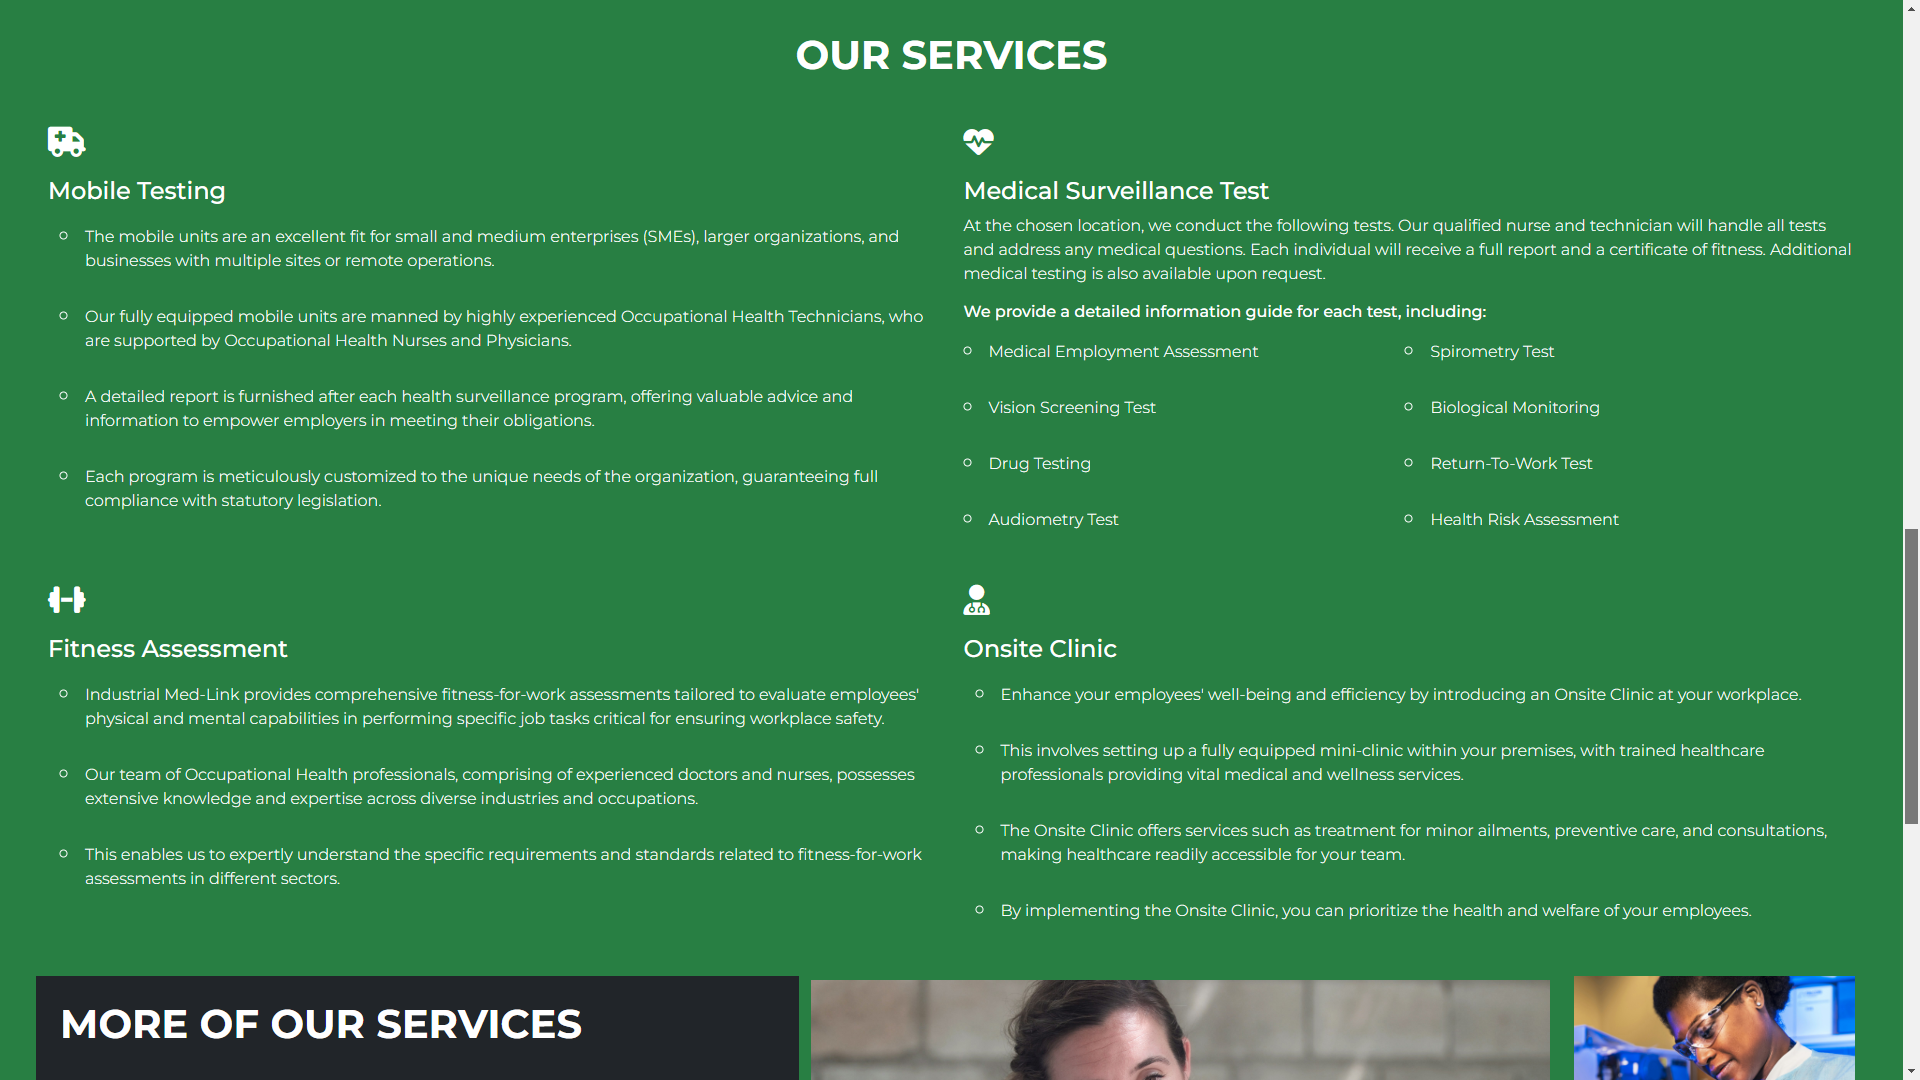 OUR SERVICES
Mobile Testing
The mobile units are an excellent fit for small and medium enterprises (SMEs), larger organizations, and
businesses with multiple sites or remote operations.
Our fully equipped mobile units are manned by highly experienced Occupational Health Technicians, who
are supported by Occupational Health Nurses and Physicians.
A detailed report is furnished after each health surveillance program, offering valuable advice and
information to empower employers in meeting their obligations.
Each program is meticulously customized to the unique needs of the organization, guaranteeing full
compliance with statutory legislation.
Medical Surveillance Test
At the chosen location, we conduct the following tests. Our qualified nurse and technician will handle all tests
and address any medical questions. Each individual will receive a full report and a certificate of fitness. Additional
medical testing is also available upon request.
We provide a detailed information guide for each test, including:
Medical Employment Assessment
Vision Screening Test
Drug Testing
Audiometry Test
Spirometry Test
Biological Monitoring
Return-To-Work Test
Health Risk Assessment
Fitness Assessment
Industrial Med-Link provides comprehensive fitness-for-work assessments tailored to evaluate employees'
physical and mental capabilities in performing specific job tasks critical for ensuring workplace safety.
Our team of Occupational Health professionals, comprising of experienced doctors and nurses, possesses
extensive knowledge and expertise across diverse industries and occupations.
This enables us to expertly understand the specific requirements and standards related to fitness-for-work
assessments in different sectors.
Onsite Clinic
Enhance your employees' well-being and efficiency by introducing an Onsite Clinic at your workplace.
This involves setting up a fully equipped mini-clinic within your premises, with trained healthcare
professionals providing vital medical and wellness services.
The Onsite Clinic offers services such as treatment for minor ailments, preventive care, and consultations,
making healthcare readily accessible for your team.
By implementing the Onsite Clinic, you can prioritize the health and welfare of your employees.
MORE OF OUR SERVICES